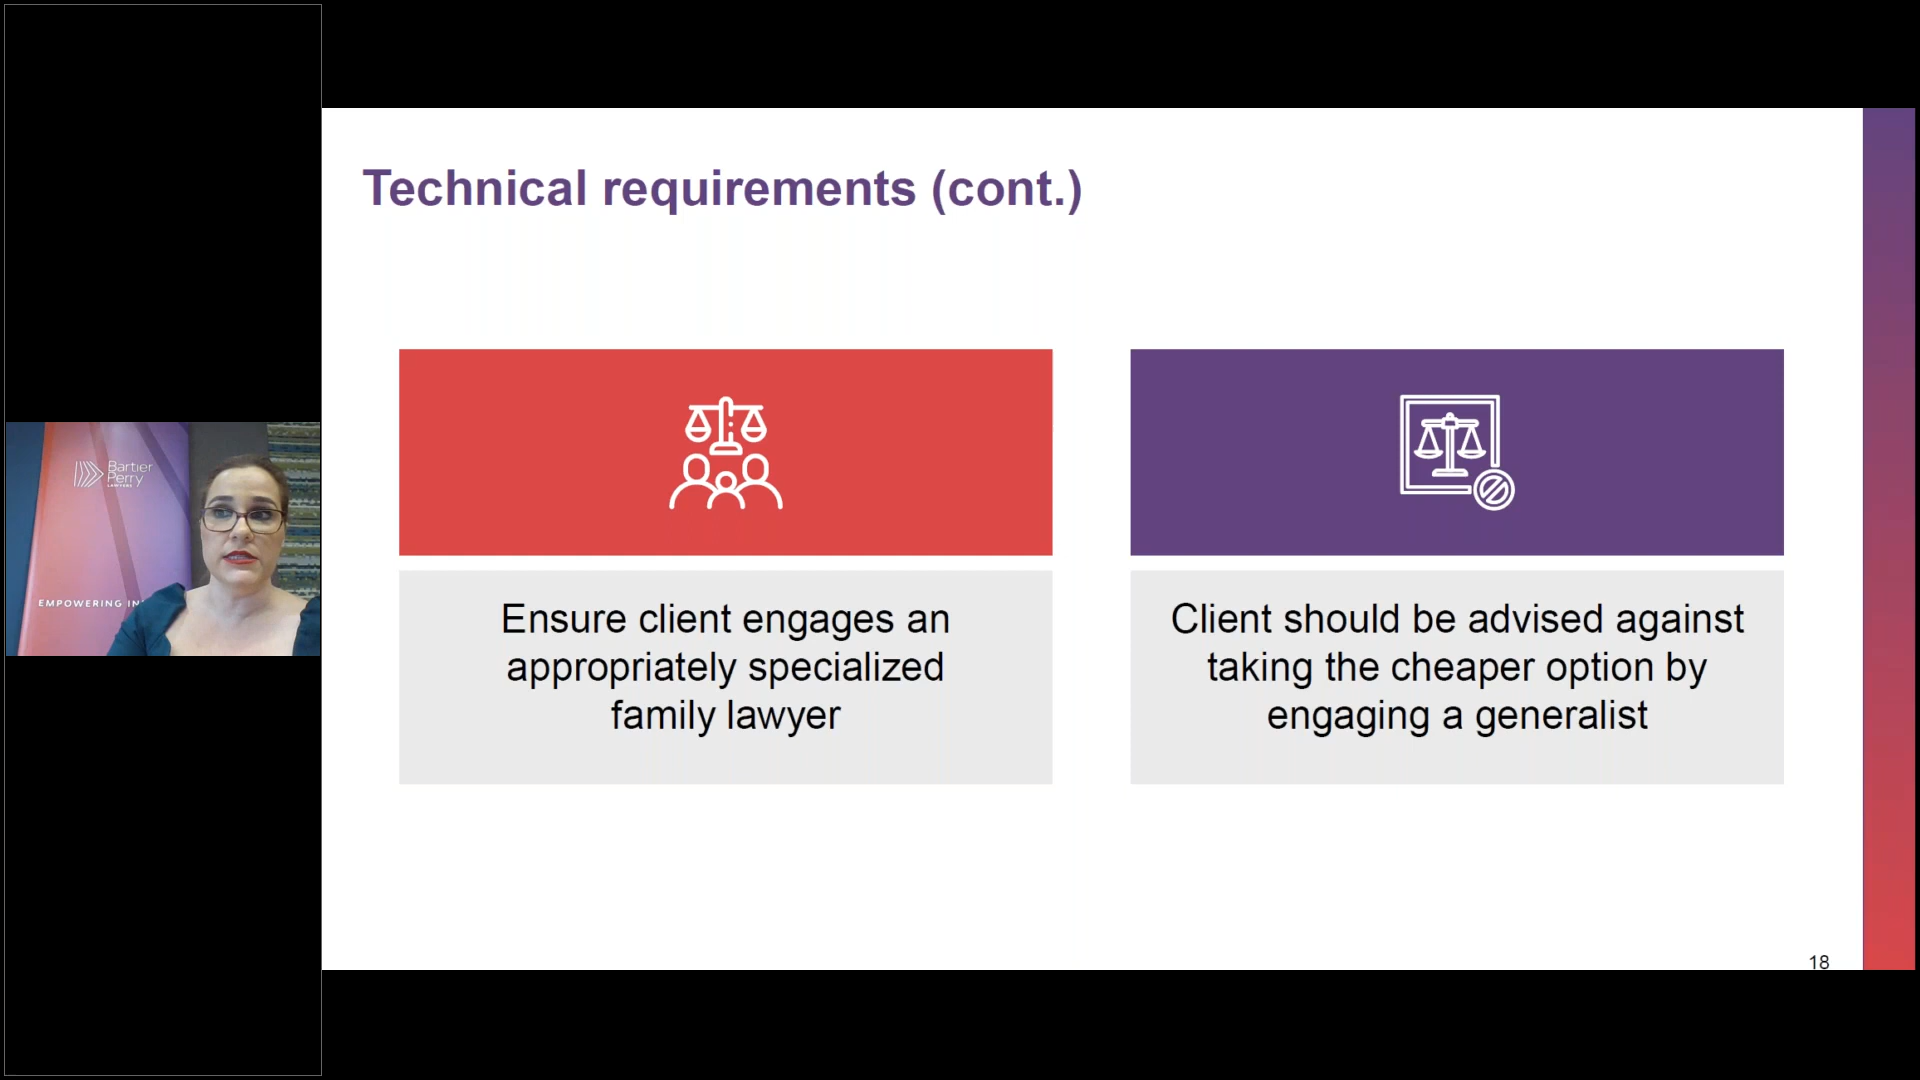 Technical requirements (cont.)
Ensure client engages an
appropriately specialized
family lawyer
Client should be advised against
taking the cheaper option by
engaging a generalist
18
Bartier
Perry
LAWYERS
EMPOWERING